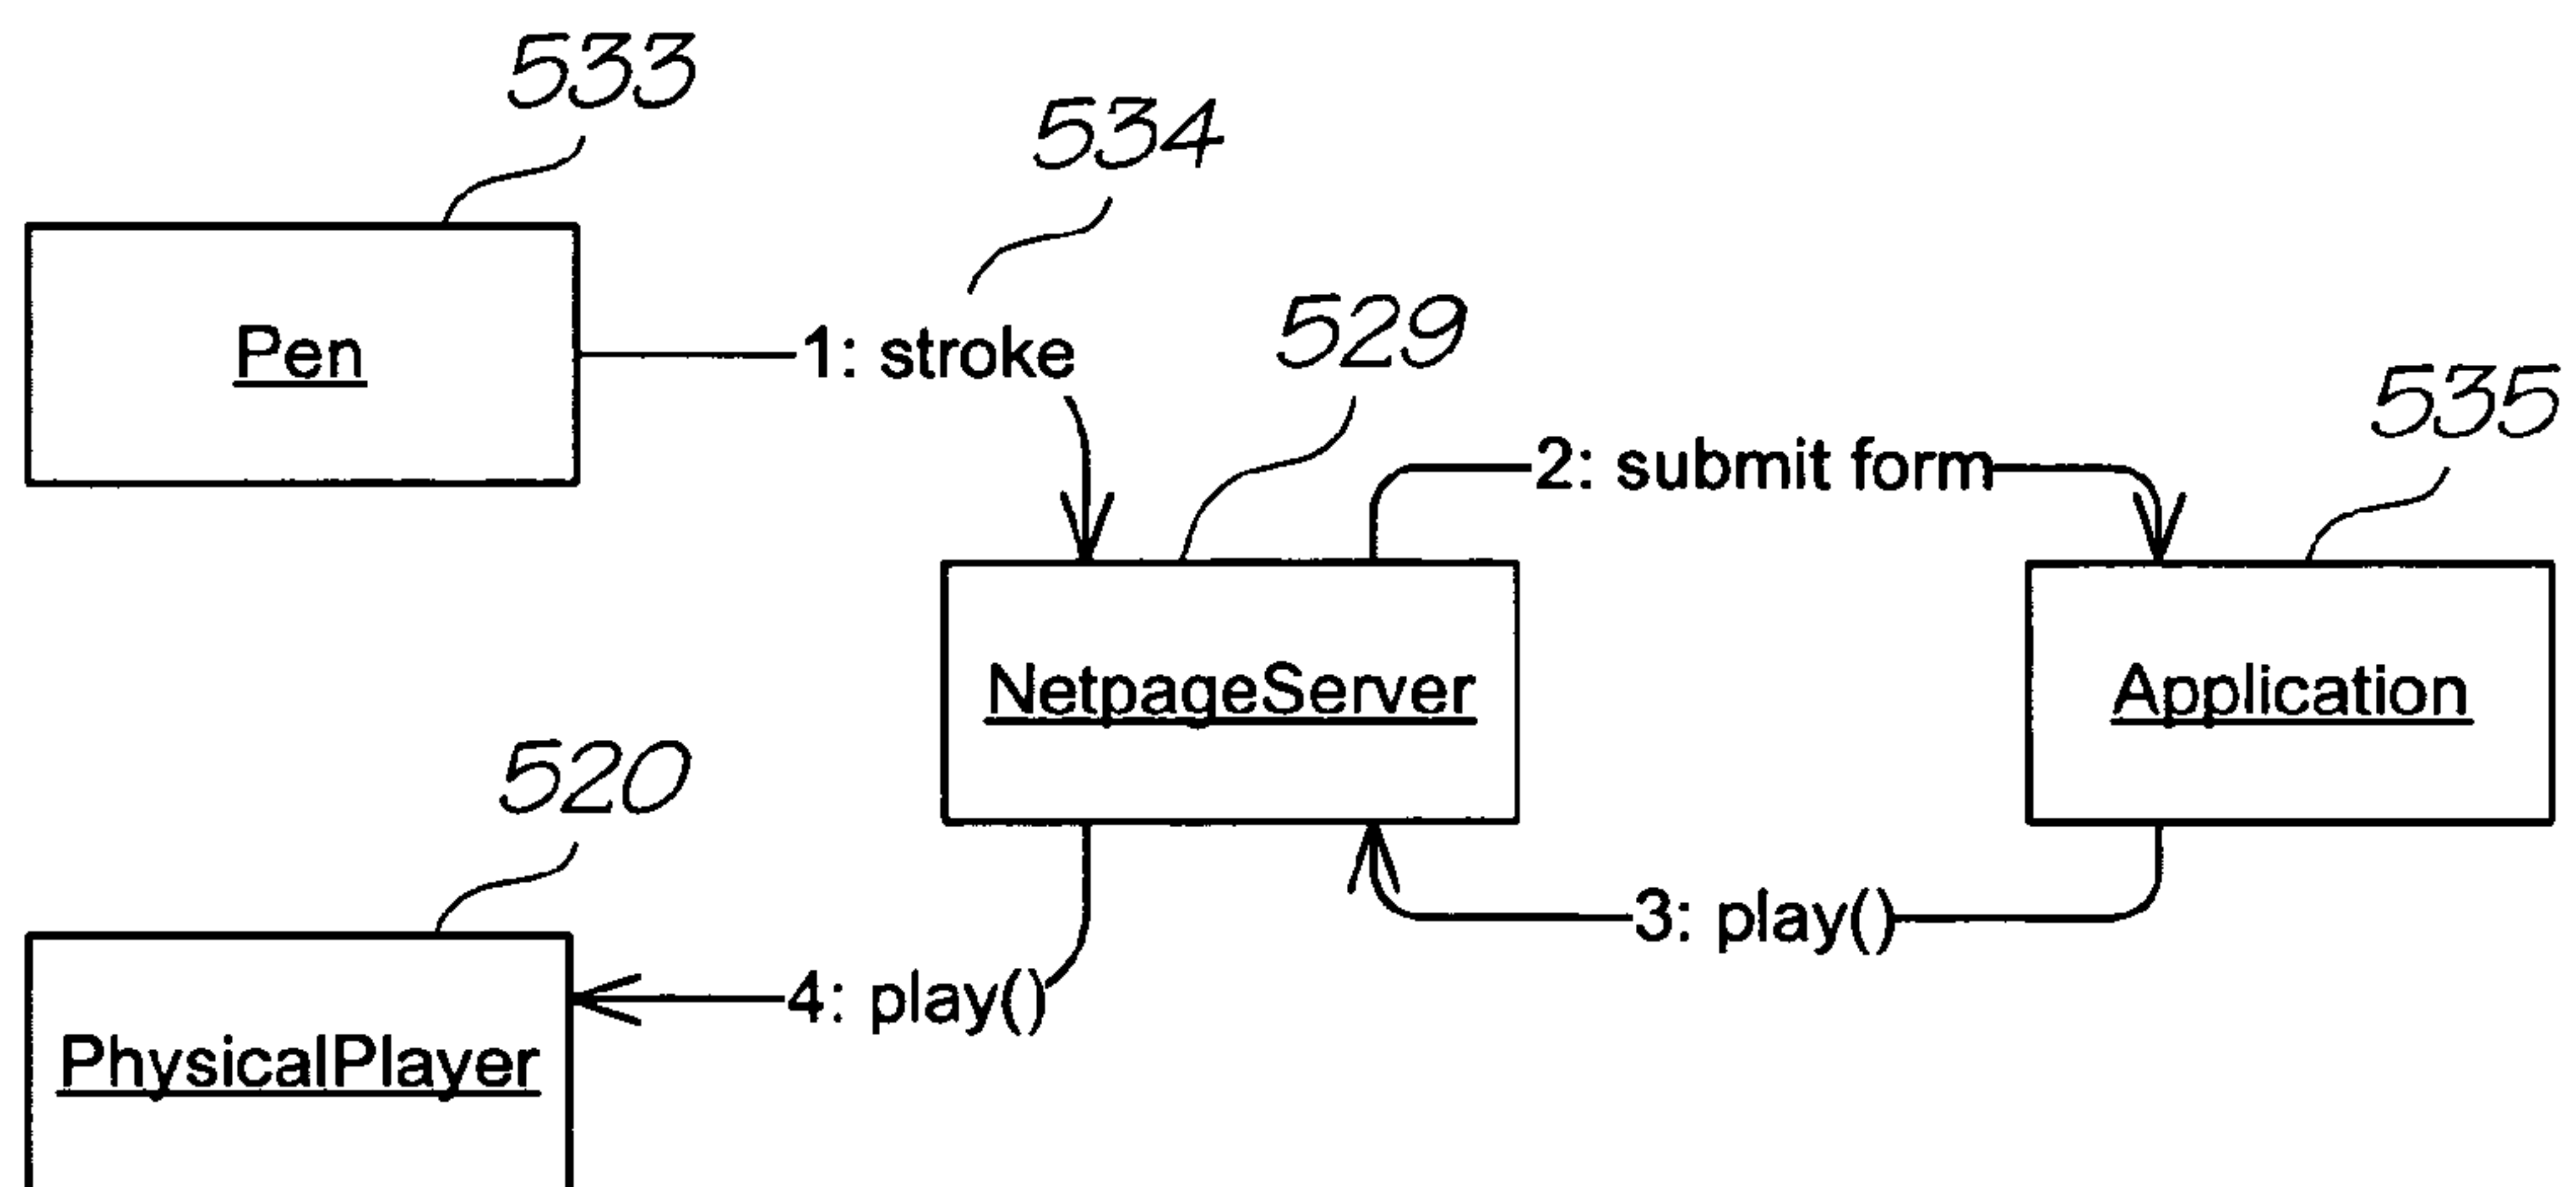 533
534
Pen
1: stroke
529
535
2: submit form
NetpageServer
Application
520
3: play()
4: play()
PhysicalPlayer